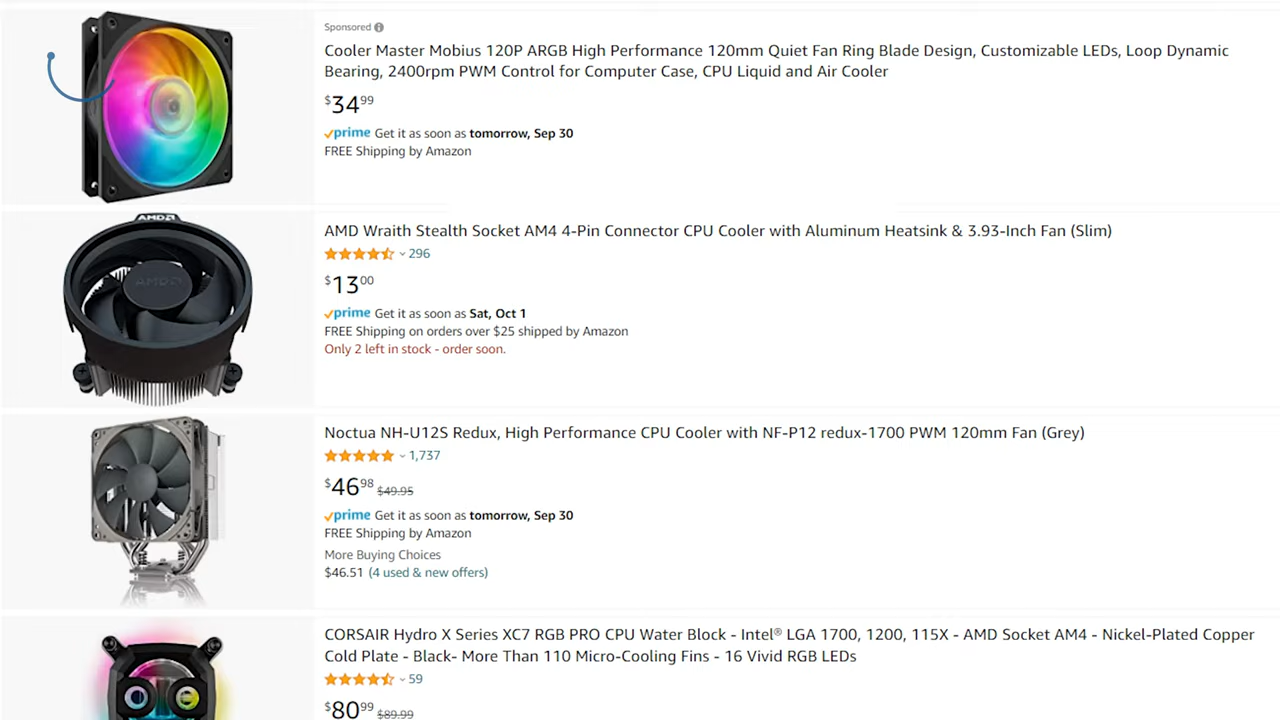 Sponsored
Cooler Master Mobius 120P ARGB High Performance 120mm Quiet Fan Ring Blade Design, Customizable LEDs, Loop Dynamic
Bearing, 2400rpm PWM Control for Computer Case, CPU Liquid and Air Cooler
$34 99
prime Get it as soon as tomorrow, Sep 30
FREE Shipping by Amazon
AMD
AMD
AMD Wraith Stealth Socket AM4 4-Pin Connector CPU Cooler with Aluminum Heatsink & 3.93-Inch Fan (Slim)
296
$13 00
prime Get it as soon as Sat, Oct 1
FREE Shipping on orders over $25 shipped by Amazon
Only 2 left in stock - order soon.
Noctua NH-U12S Redux, High Performance CPU Cooler with NF-P12 redux-1700 PWM 120mm Fan (Grey)
1,737
$46 98 $49.95
prime Get it as soon as tomorrow, Sep 30
FREE Shipping by Amazon
More Buying Choices
$46.51 (4 used & new offers)
CORSAIR Hydro X Series XC7 RGB PRO CPU Water Block - Intel® LGA 1700, 1200, 115X - AMD Socket AM4 - Nickel-Plated Copper
Cold Plate - Black- More Than 110 Micro-Cooling Fins - 16 Vivid RGB LEDs
59
$80 99 $89.99